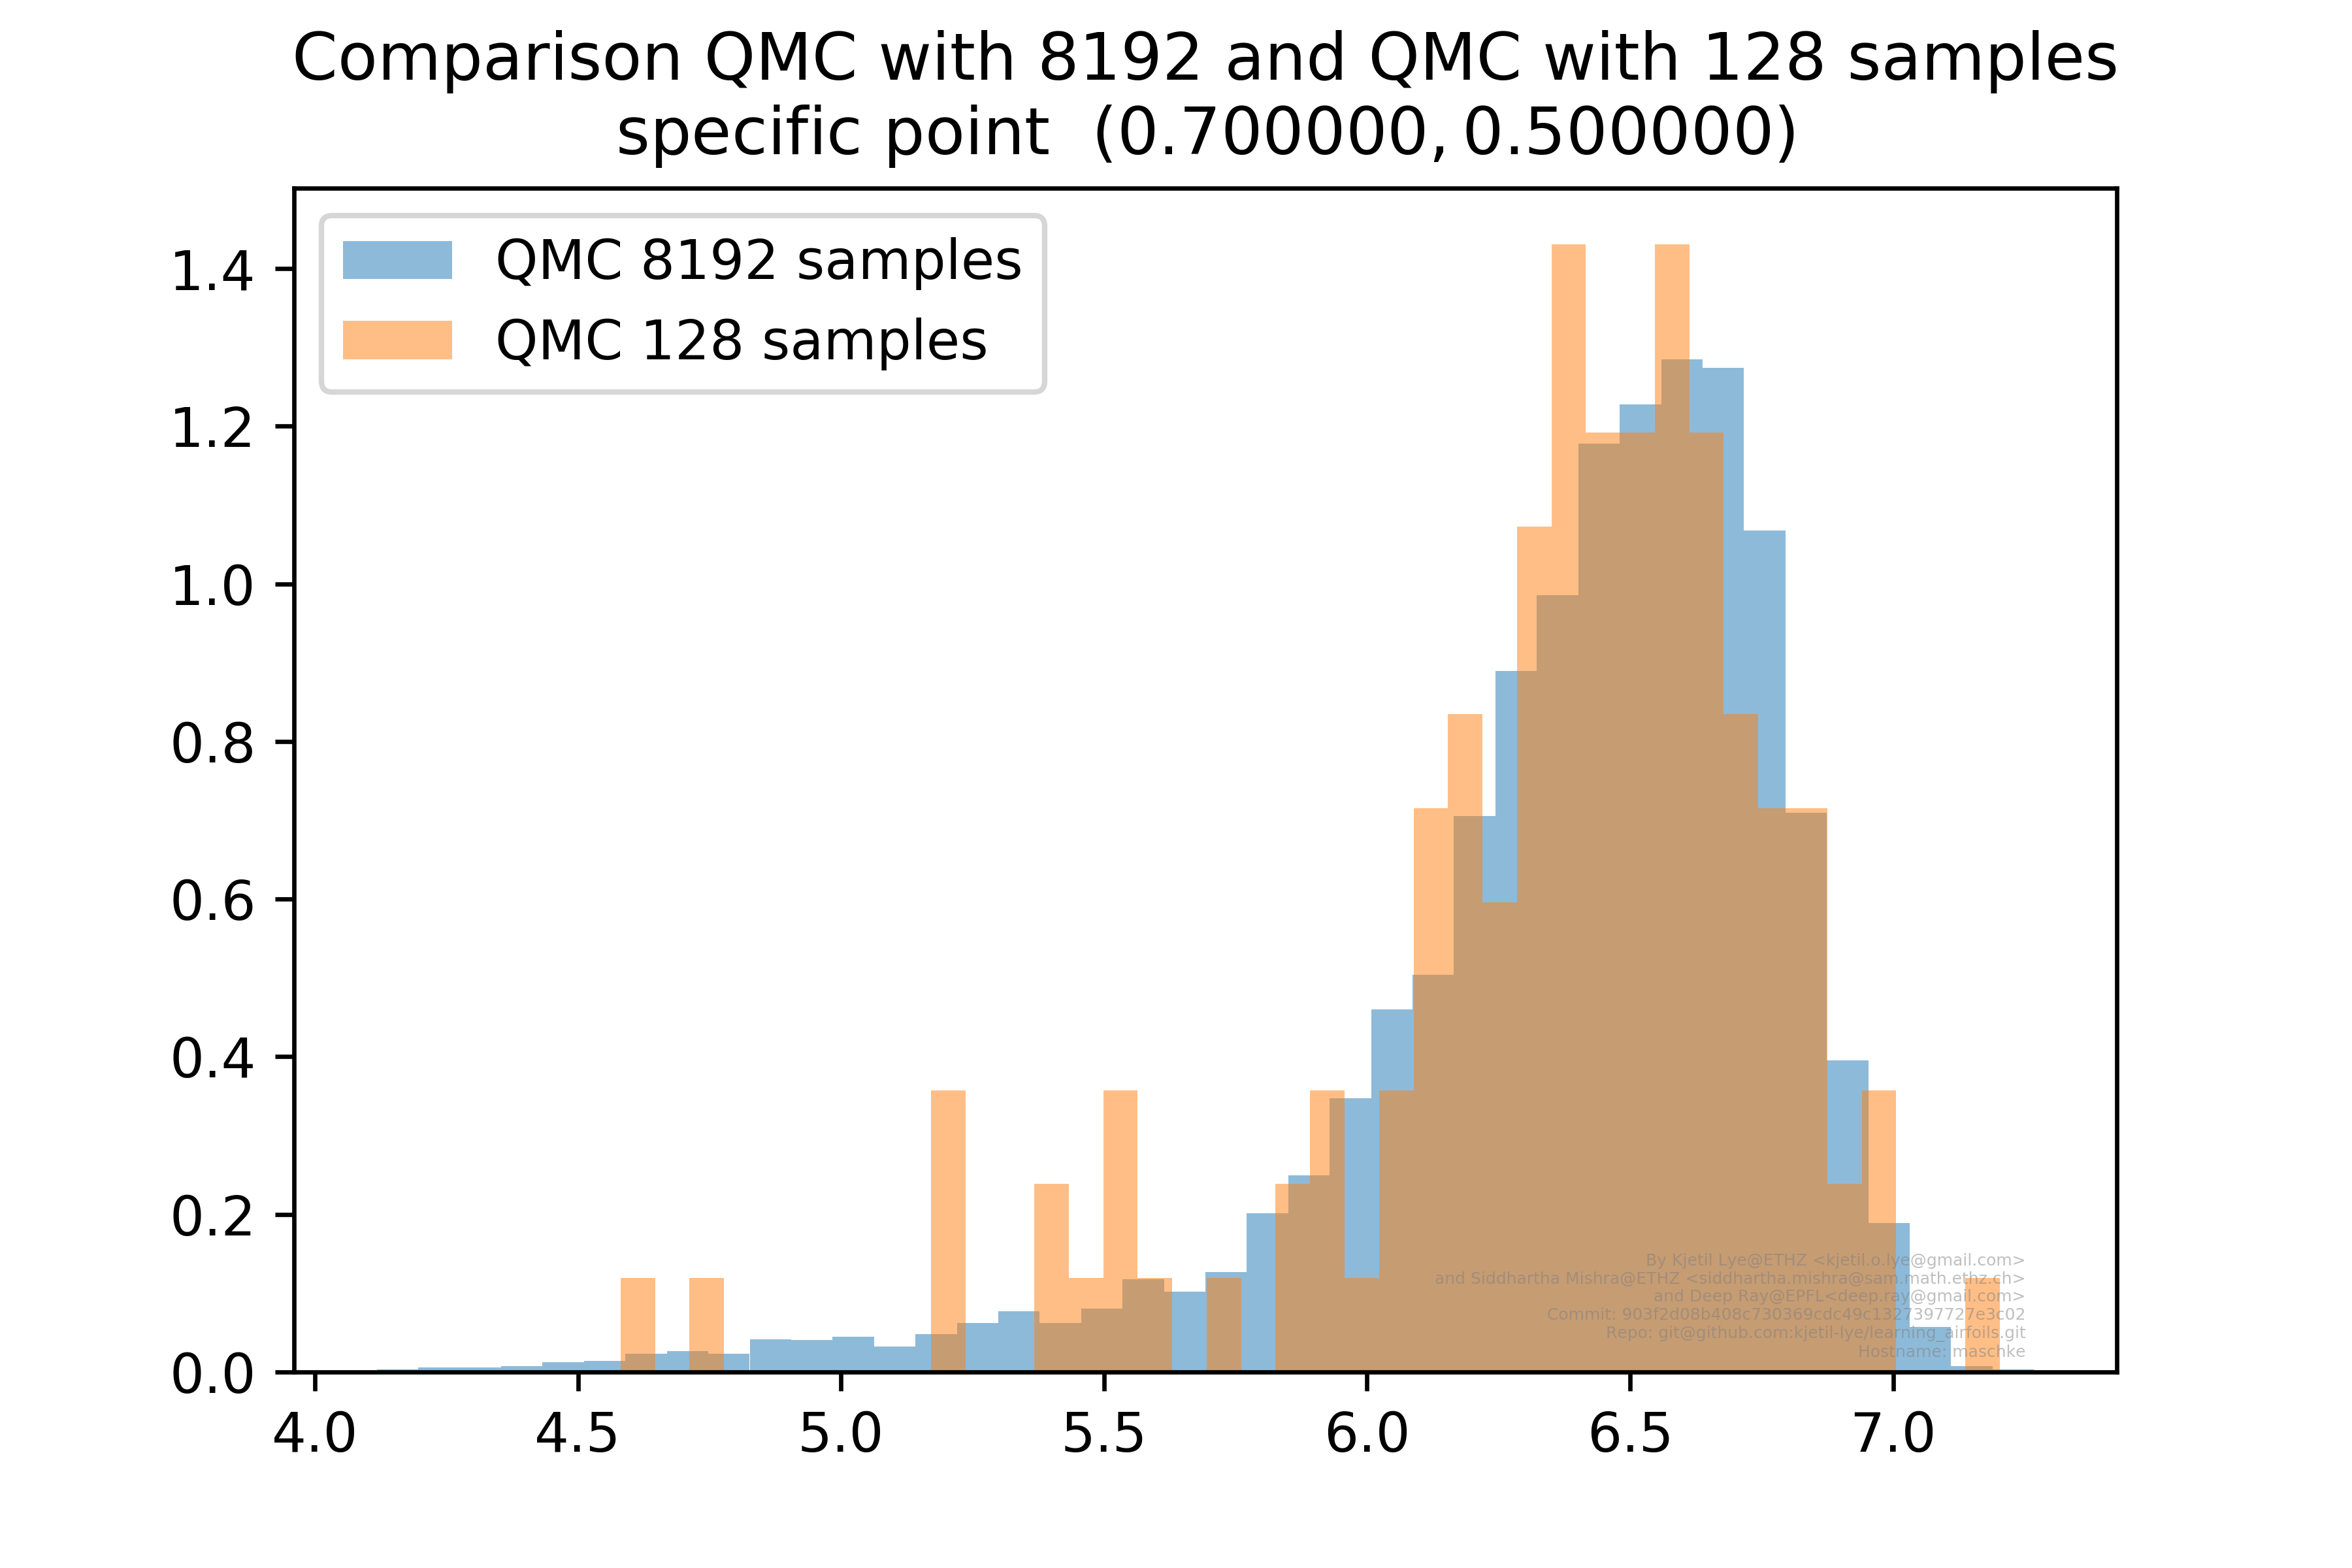 Comparison QMC with 8192 and QMC with 128 samples
specific point (0.700000, 0.500000)
QMC 8192 samples
QMC 128 samples
1.4
1.2
1.0
0.8
0.6
0.4
0.2
0.0
By Kjetil Lye@ETHZ <kjetil.o.lye@gmail.com>
and Siddhartha Mishra@ETHZ <siddhartha.mishra@sam.math.ethz.ch>
and Deep Ray@EPFL<deep.ray@gmail.com>
Commit: 903f2d08b408c730369cdc49c1327397727e3c02
Repo: git@github.com:kjetil-lye/learning_airfoils.git
Hostname: maschke
4.0 4.5 5.0 5.5 6.0 6.5 7.0